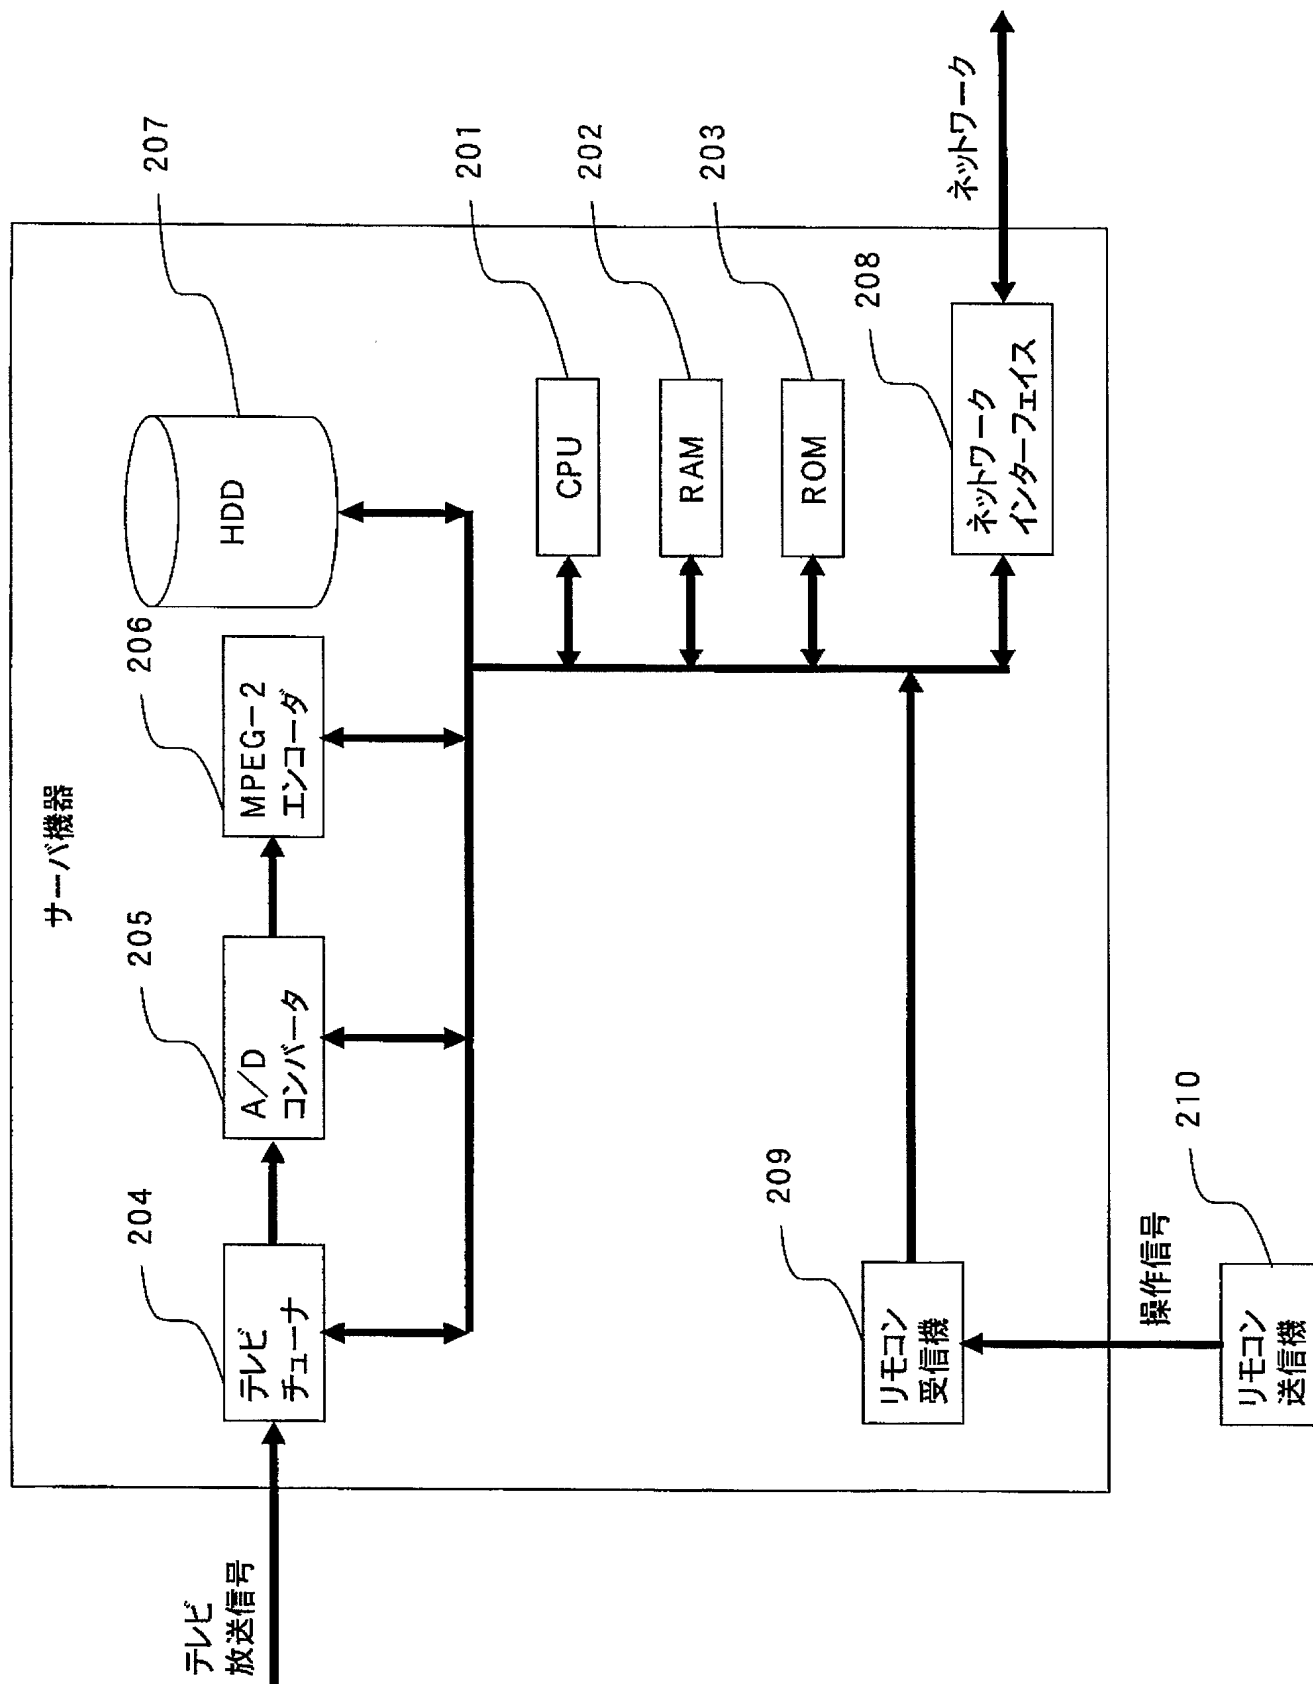 サーバ機器
テレビ
放送信号
204
テレビ
チューナ
205
A/D
コンバータ
206
MPEG-2
エンコーダ
207
HDD
201
CPU
202
RAM
203
ROM
208
ネットワーク
インターフェイス
ネットワーク
209
リモコン
受信機
操作信号
210
リモコン
送信機